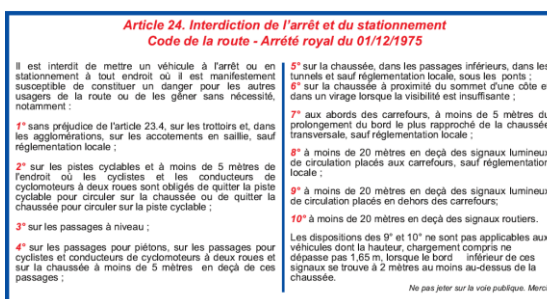 Article 24. Interdiction de l'arrêt et du stationnement
Code de la route - Arrété royal du 01/12/1975
Il est interdit de mettre un véhicule à l'arrêt ou en
stationnement à tout endroit où il est manifestement
susceptible de constituer un danger pour les autres
usagers de la route ou de les gêner sans nécessité,
notamment :
1° sans préjudice de l'article 23.4, sur les trottoirs et, dans
les agglomérations, sur les accotements en saillie, sauf
réglementation locale ;
2° sur les pistes cyclables et à moins de 5 mètres de
l'endroit où les cyclistes et les conducteurs de
cyclomoteurs à deux roues sont obligés de quitter la piste
cyclable pour circuler sur la chaussée ou de quitter la
chaussée pour circuler sur la piste cyclable ;
3° sur les passages à niveau ;
4° sur les passages pour piétons, sur les passages pour
cyclistes et conducteurs de cyclomoteurs à deux roues et
sur la chaussée à moins de 5 mètres en deçà de ces
passages ;
5° sur la chaussée, dans les passages inférieurs, dans les
tunnels et sauf réglementation locale, sous les ponts ;
6° sur la chaussée à proximité du sommet d'une côte et
dans un virage lorsque la visibilité est insuffisante ;
7° aux abords des carrefours, à moins de 5 mètres du
prolongement du bord le plus rapproché de la chaussée
transversale, sauf réglementation locale ;
8° à moins de 20 mètres en deçà des signaux lumineux
de circulation placés aux carrefours, sauf réglementation
locale ;
9° à moins de 20 mètres en deçà des signaux lumineux
de circulation placés en dehors des carrefours;
10° à moins de 20 mètres en deçà des signaux routiers.
Les dispositions des 9° et 10° ne sont pas applicables aux
véhicules dont la hauteur, chargement compris ne
dépasse pas 1,65 m, lorsque le bord inférieur de ces
signaux se trouve à 2 mètres au moins au-dessus de la
chaussée.
Ne pas jeter sur la voie publique. Merci